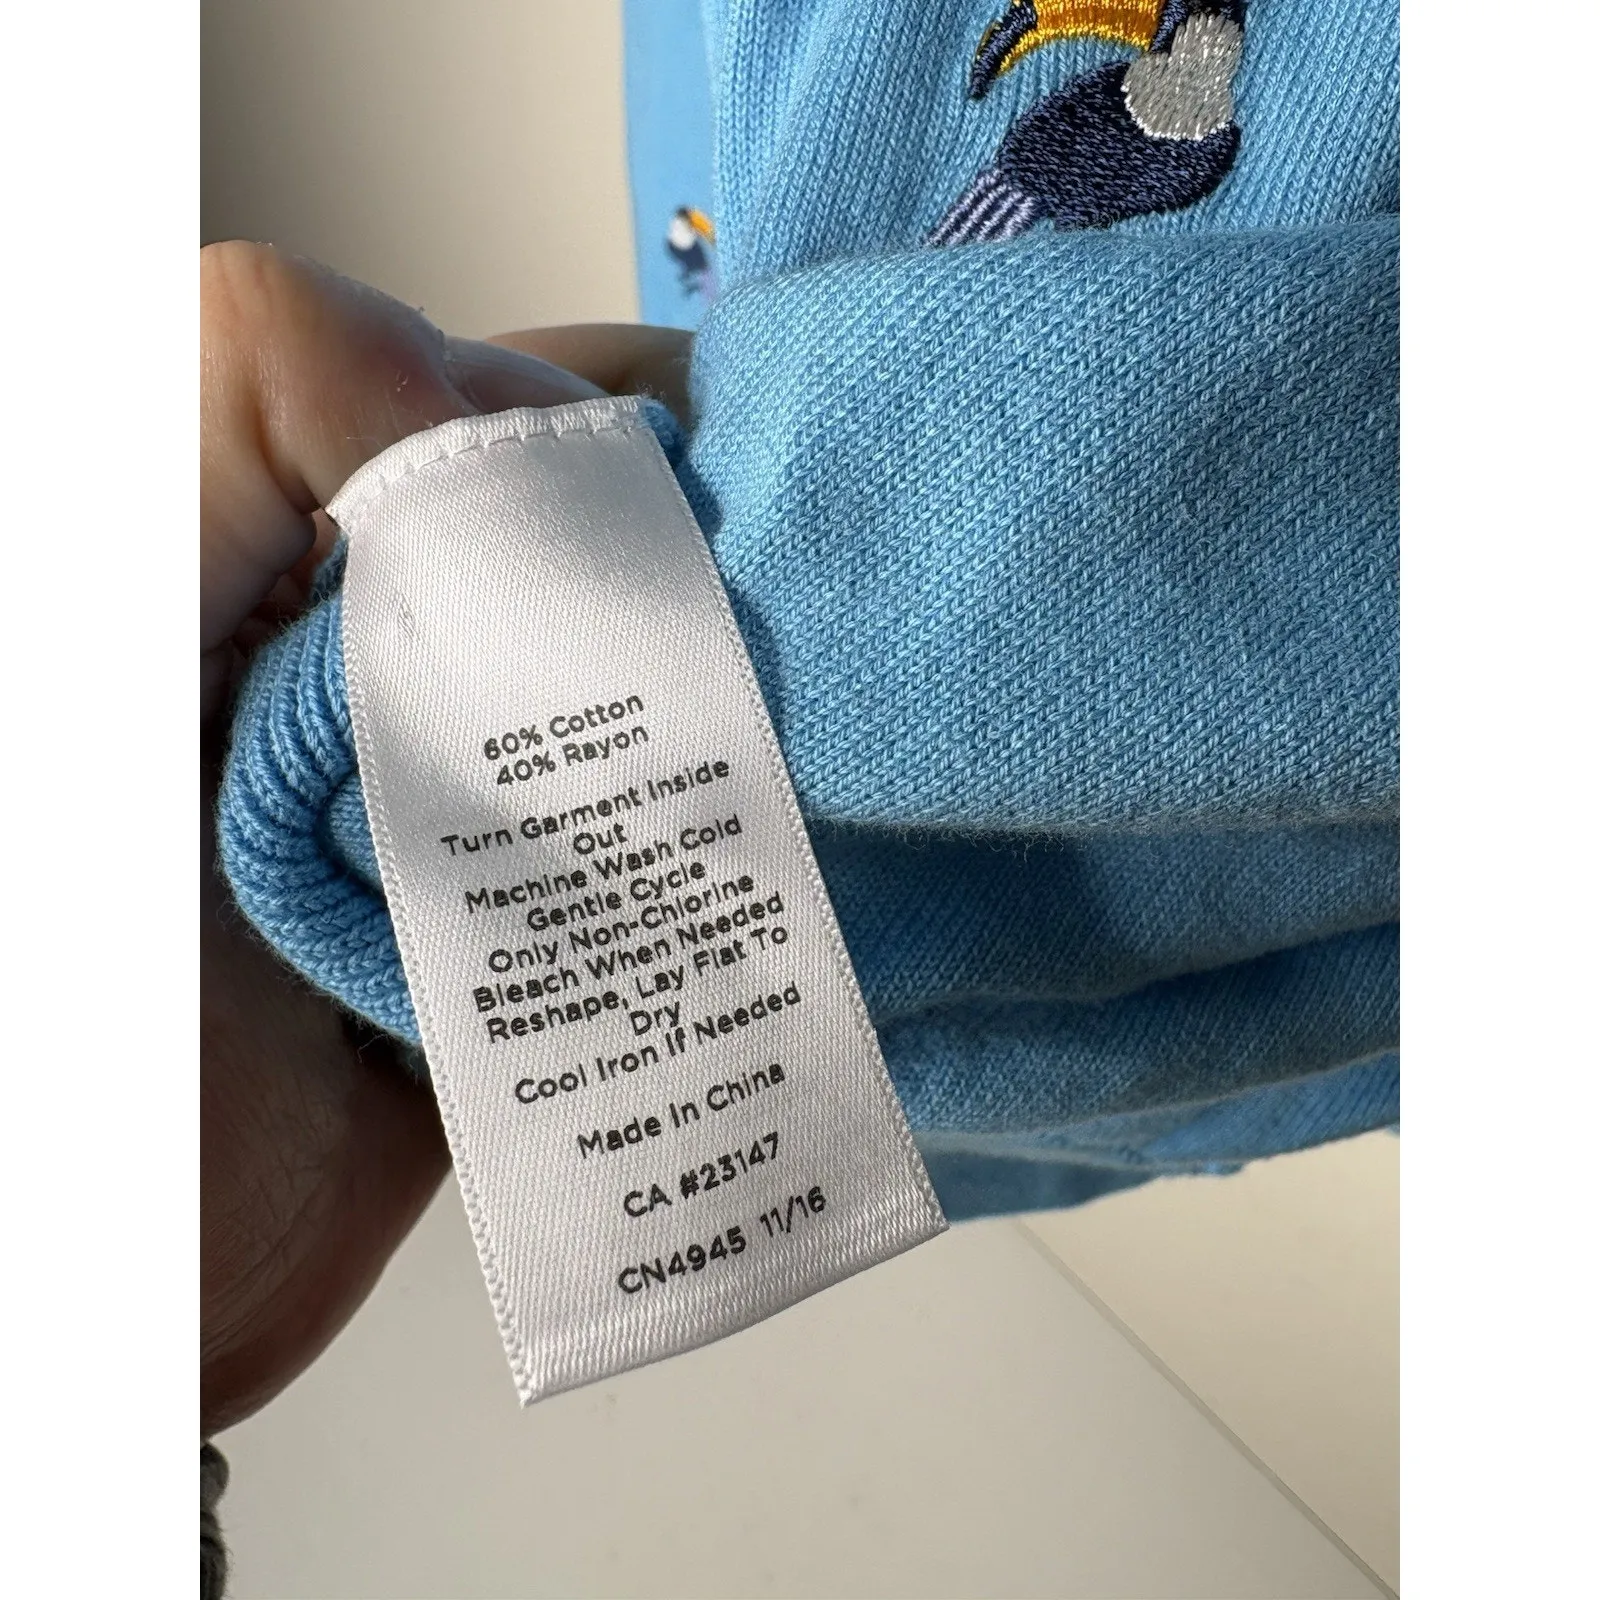 60% Cotton
40% Rayon
Turn Garment Inside
Out
Machine Wash Cold
Gentle Cycle
Only Non-Chlorine
Bleach When Needed
Reshape, Lay Flat To
Dry
Cool Iron If Needed
Made In China
CA #23147
CN4945 11/16